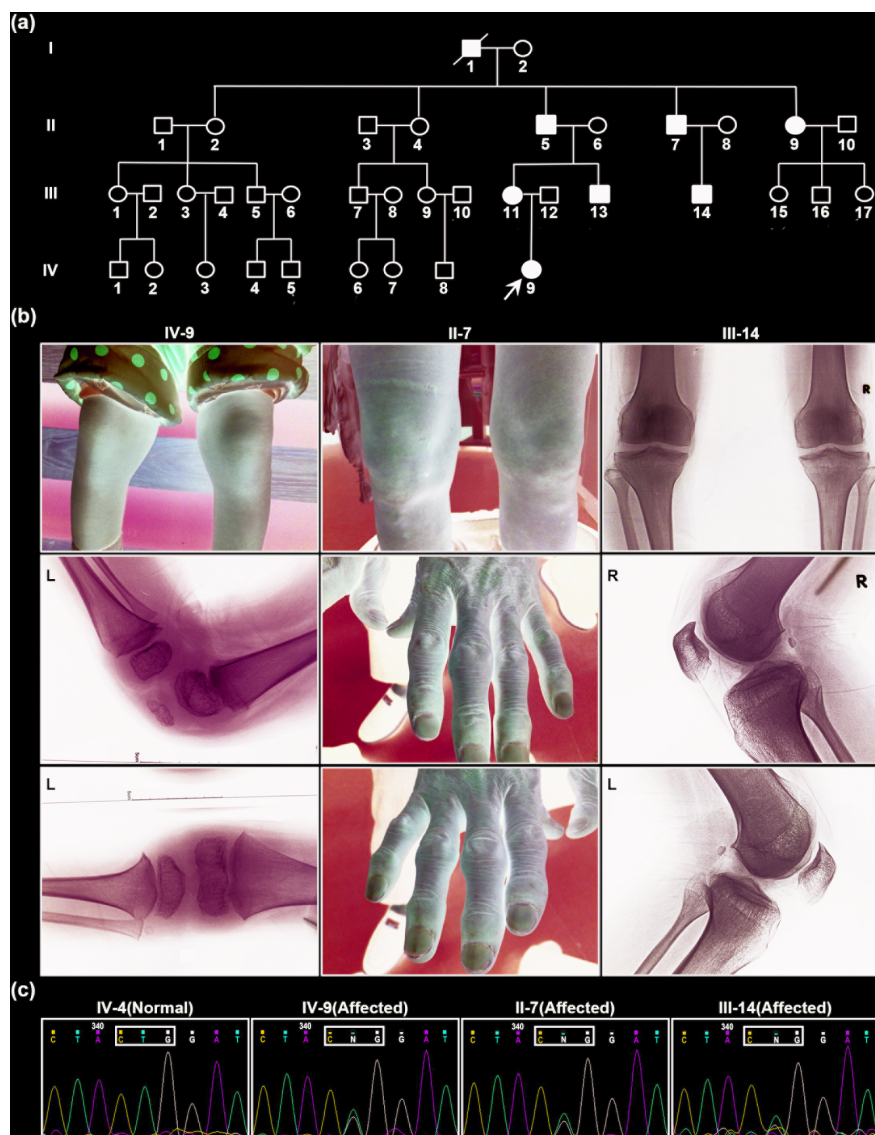 (a)
I
1 2
II
1 2 3 4 5 6 7 8 9 10
III
1 2 3 4 5 6 7 8 9 10 11 12 13 14 15 16 17
IV
1 2 3 4 5 6 7 8 9
(b)
IV-9 II-7 III-14
R
L R R
L L
(c)
IV-4(Normal) IV-9(Affected) II-7(Affected) III-14(Affected)
340 340 340 340
C T A C T G G A T C T A C N G G A T C T A C N G G A T C T A C N G G A T